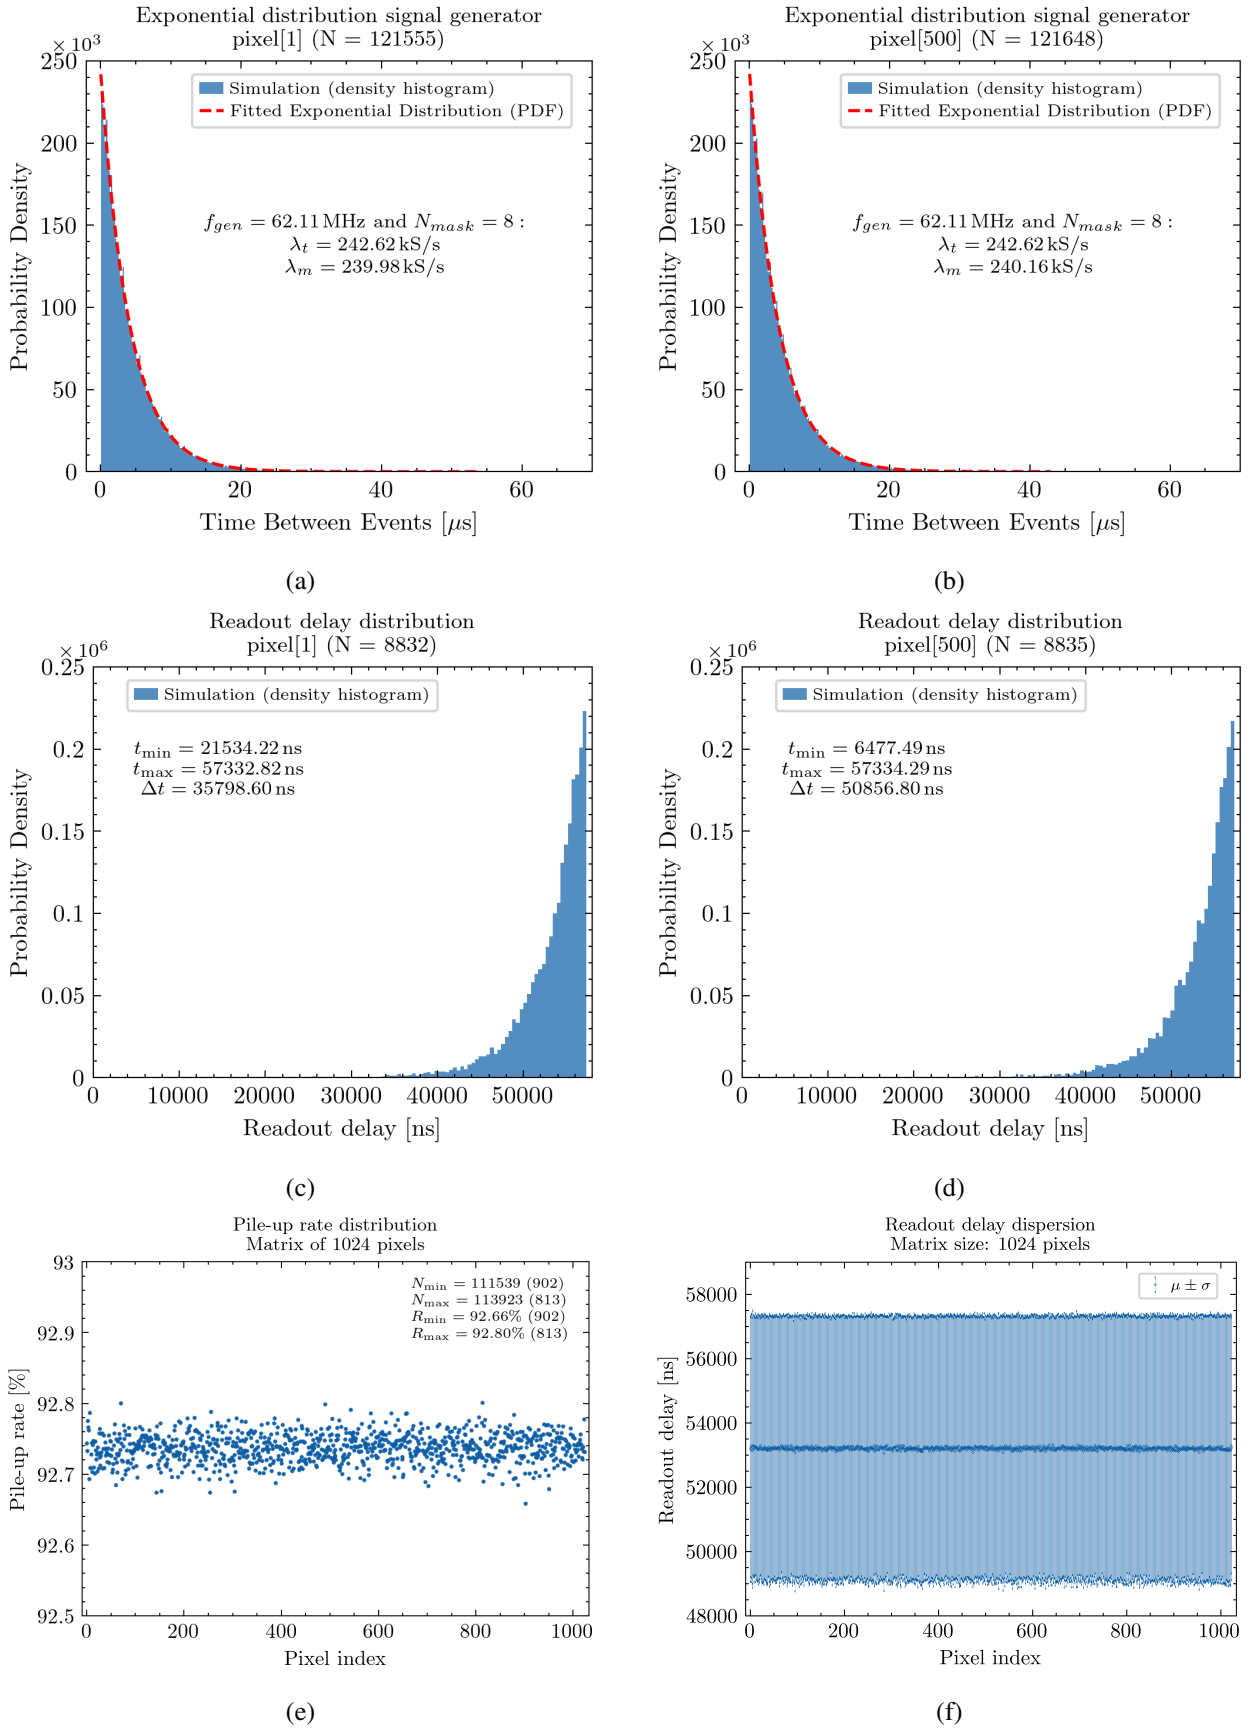 Exponential distribution signal generator
pixel[1] (N = 121555)
×10³
250
200
150
100
50
0
Probability Density
Simulation (density histogram)
Fitted Exponential Distribution (PDF)
f_gen = 62.11 MHz and N_mask = 8 :
λ_t = 242.62 kS/s
λ_m = 239.98 kS/s
0 20 40 60
Time Between Events [μs]
(a)
Exponential distribution signal generator
pixel[500] (N = 121648)
×10³
250
200
150
100
50
0
Probability Density
Simulation (density histogram)
Fitted Exponential Distribution (PDF)
f_gen = 62.11 MHz and N_mask = 8 :
λ_t = 242.62 kS/s
λ_m = 240.16 kS/s
0 20 40 60
Time Between Events [μs]
(b)
Readout delay distribution
pixel[1] (N = 8832)
×10⁶
0.25
0.2
0.15
0.1
0.05
0
Probability Density
Simulation (density histogram)
t_min = 21534.22 ns
t_max = 57332.82 ns
Δt = 35798.60 ns
0 10000 20000 30000 40000 50000
Readout delay [ns]
(c)
Readout delay distribution
pixel[500] (N = 8835)
×10⁶
0.25
0.2
0.15
0.1
0.05
0
Probability Density
Simulation (density histogram)
t_min = 6477.49 ns
t_max = 57334.29 ns
Δt = 50856.80 ns
0 10000 20000 30000 40000 50000
Readout delay [ns]
(d)
Pile-up rate distribution
Matrix of 1024 pixels
93
92.9
92.8
92.7
92.6
92.5
Pile-up rate [%]
N_min = 111539 (902)
N_max = 113923 (813)
R_min = 92.66% (902)
R_max = 92.80% (813)
0 200 400 600 800 1000
Pixel index
(e)
Readout delay dispersion
Matrix size: 1024 pixels
58000
56000
54000
52000
50000
48000
Readout delay [ns]
μ ± σ
0 200 400 600 800 1000
Pixel index
(f)